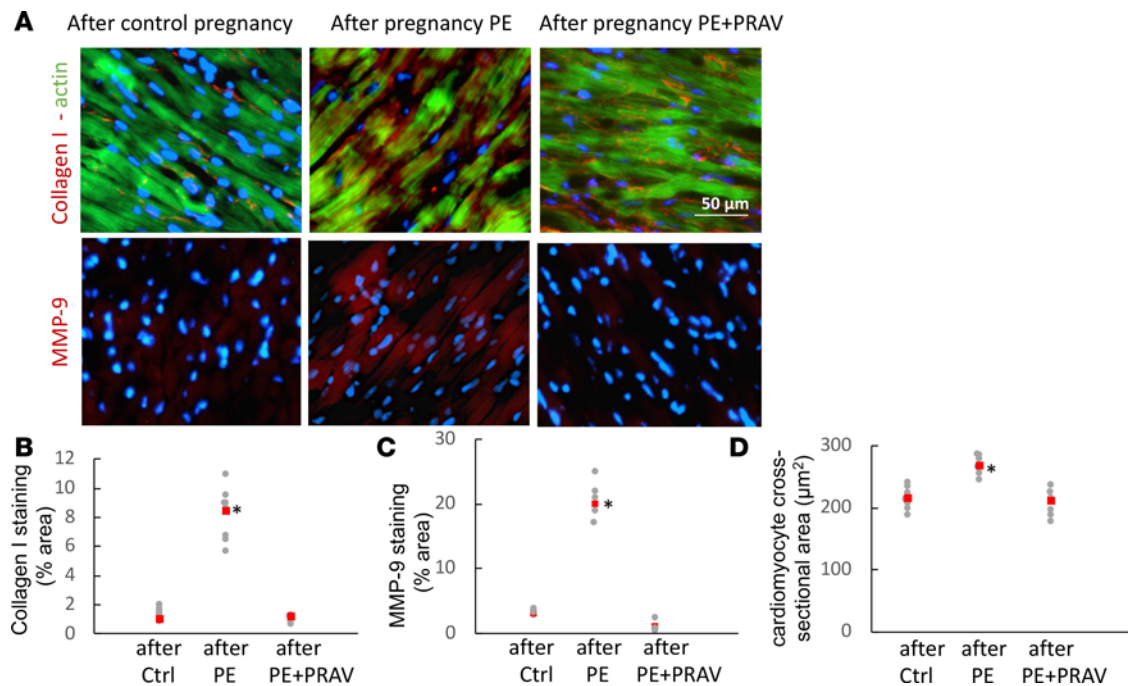 A
After control pregnancy
After pregnancy PE
After pregnancy PE+PRAV
Collagen I - actin
50 µm
MMP-9
B
Collagen I staining
(% area)
12
10
8
6
4
2
0
*
after
Ctrl
after
PE
after
PE+PRAV
C
MMP-9 staining
(% area)
30
20
10
0
*
after
Ctrl
after
PE
after
PE+PRAV
D
cardiomyocyte cross-
sectional area (µm²)
300
200
100
0
*
after
Ctrl
after
PE
after
PE+PRAV